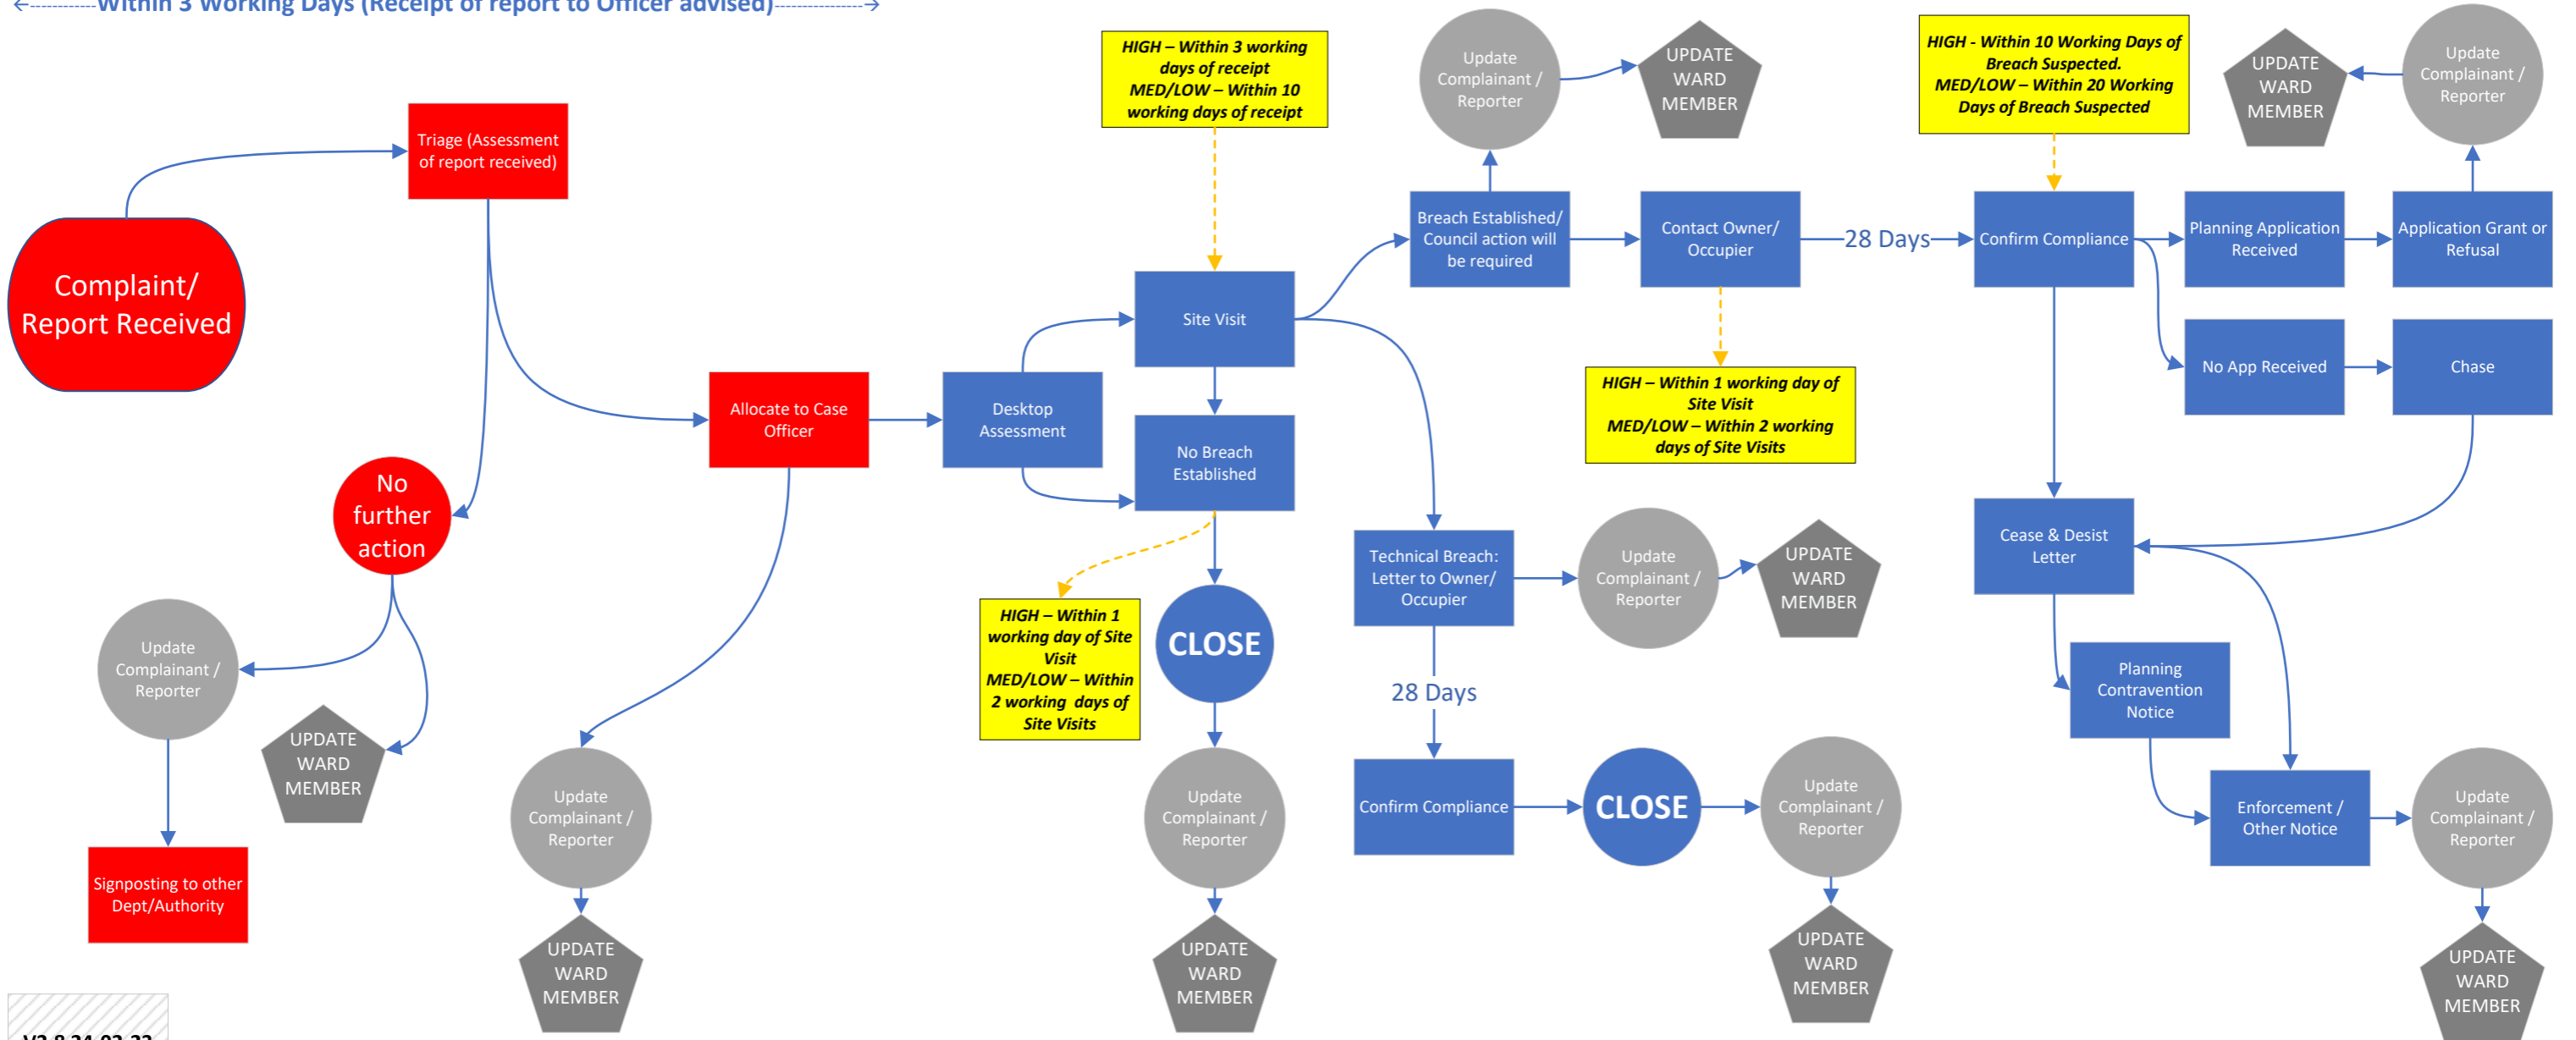 ←------------Within 3 Working Days (Receipt of report to Officer advised)----------------→
Complaint/
Report Received
Triage (Assessment
of report received)
No
further
action
Update
Complainant /
Reporter
Signposting to other
Dept/Authority
UPDATE
WARD
MEMBER
Allocate to Case
Officer
Update
Complainant /
Reporter
UPDATE
WARD
MEMBER
Desktop
Assessment
HIGH – Within 3 working
days of receipt
MED/LOW – Within 10
working days of receipt
Site Visit
No Breach
Established
HIGH – Within 1
working day of Site
Visit
MED/LOW – Within
2 working days of
Site Visits
CLOSE
Update
Complainant /
Reporter
UPDATE
WARD
MEMBER
Update
Complainant /
Reporter
UPDATE
WARD
MEMBER
Breach Established/
Council action will
be required
Contact Owner/
Occupier
28 Days
HIGH – Within 1 working day of
Site Visit
MED/LOW – Within 2 working
days of Site Visits
Technical Breach:
Letter to Owner/
Occupier
Update
Complainant /
Reporter
UPDATE
WARD
MEMBER
28 Days
Confirm Compliance
CLOSE
Update
Complainant /
Reporter
UPDATE
WARD
MEMBER
HIGH - Within 10 Working Days of
Breach Suspected.
MED/LOW – Within 20 Working
Days of Breach Suspected
Confirm Compliance
Planning Application
Received
Application Grant or
Refusal
Update
Complainant /
Reporter
UPDATE
WARD
MEMBER
No App Received
Chase
Cease & Desist
Letter
Planning
Contravention
Notice
Enforcement /
Other Notice
Update
Complainant /
Reporter
UPDATE
WARD
MEMBER